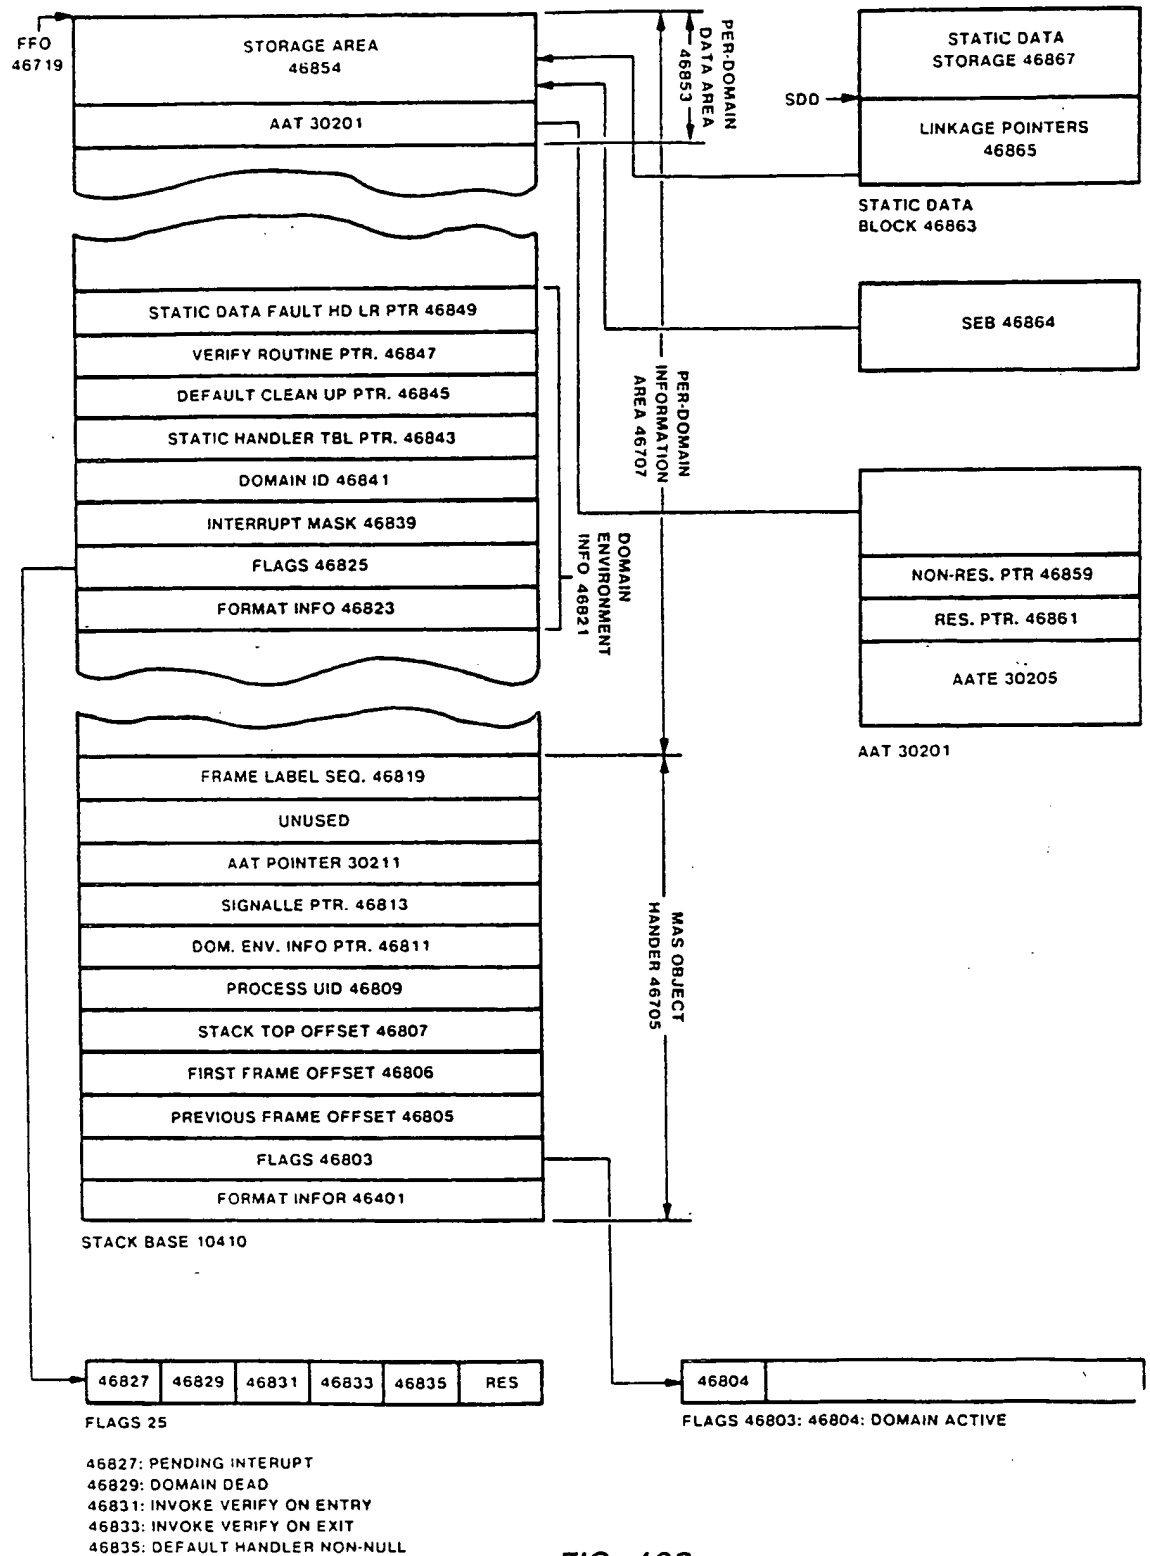 FFO
46719
STORAGE AREA
46854
AAT 30201
PER-DOMAIN
DATA AREA
46853
STATIC DATA
STORAGE 46867
SDO
LINKAGE POINTERS
46865
STATIC DATA
BLOCK 46863
STATIC DATA FAULT HD LR PTR 46849
VERIFY ROUTINE PTR. 46847
DEFAULT CLEAN UP PTR. 46845
STATIC HANDLER TBL PTR. 46843
DOMAIN ID 46841
INTERRUPT MASK 46839
FLAGS 46825
FORMAT INFO 46823
DOMAIN
ENVIRONMENT
INFO 46821
PER-DOMAIN
INFORMATION
AREA 46707
SEB 46864
NON-RES. PTR 46859
RES. PTR. 46861
AATE 30205
AAT 30201
FRAME LABEL SEQ. 46819
UNUSED
AAT POINTER 30211
SIGNALLE PTR. 46813
DOM. ENV. INFO PTR. 46811
PROCESS UID 46809
STACK TOP OFFSET 46807
FIRST FRAME OFFSET 46806
PREVIOUS FRAME OFFSET 46805
FLAGS 46803
FORMAT INFOR 46401
STACK BASE 10410
MAS OBJECT
HANDER 46705
46827 46829 46831 46833 46835 RES
FLAGS 25
46804
FLAGS 46803: 46804: DOMAIN ACTIVE
46827: PENDING INTERUPT
46829: DOMAIN DEAD
46831: INVOKE VERIFY ON ENTRY
46833: INVOKE VERIFY ON EXIT
46835: DEFAULT HANDLER NON-NULL